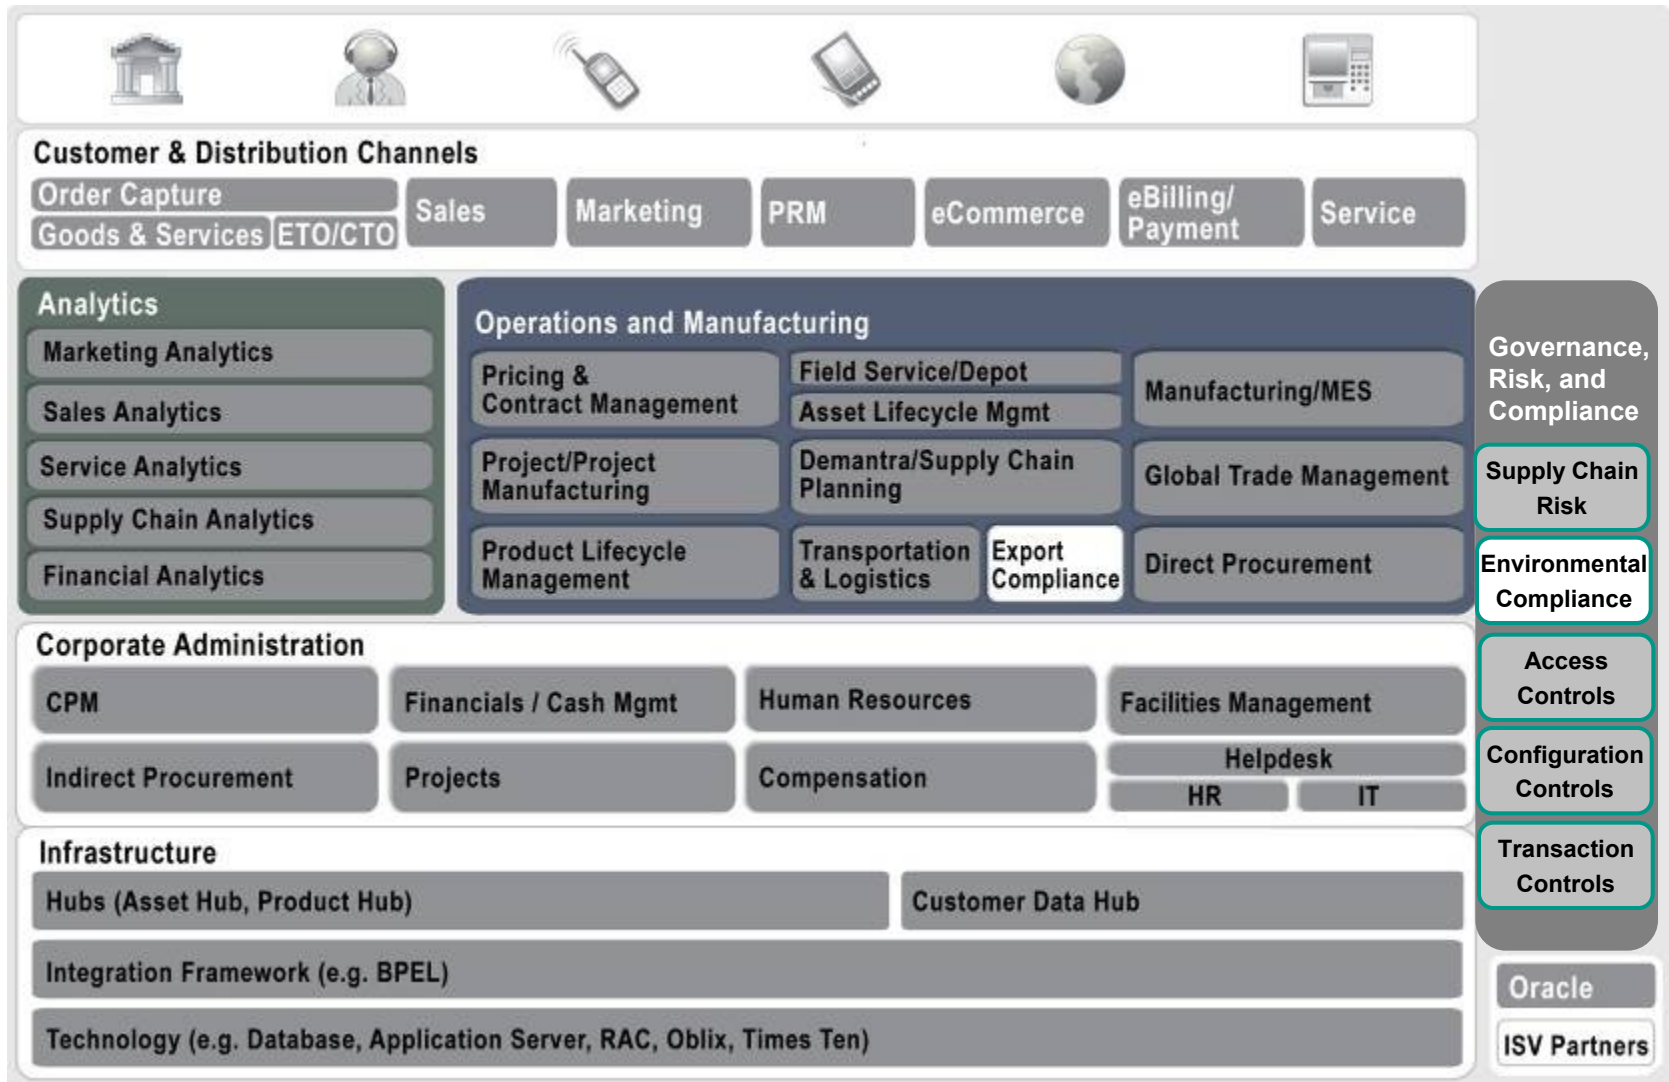 Customer & Distribution Channels
Order Capture
Goods & Services
ETO/CTO
Sales
Marketing
PRM
eCommerce
eBilling/
Payment
Service
Analytics
Marketing Analytics
Sales Analytics
Service Analytics
Supply Chain Analytics
Financial Analytics
Operations and Manufacturing
Pricing &
Contract Management
Field Service/Depot
Asset Lifecycle Mgmt
Manufacturing/MES
Project/Project
Manufacturing
Demantra/Supply Chain
Planning
Global Trade Management
Product Lifecycle
Management
Transportation
& Logistics
Export
Compliance
Direct Procurement
Governance,
Risk, and
Compliance
Supply Chain
Risk
Environmental
Compliance
Access
Controls
Configuration
Controls
Transaction
Controls
Corporate Administration
CPM
Financials / Cash Mgmt
Human Resources
Facilities Management
Indirect Procurement
Projects
Compensation
Helpdesk
HR
IT
Infrastructure
Hubs (Asset Hub, Product Hub)
Customer Data Hub
Integration Framework (e.g. BPEL)
Technology (e.g. Database, Application Server, RAC, Oblix, Times Ten)
Oracle
ISV Partners